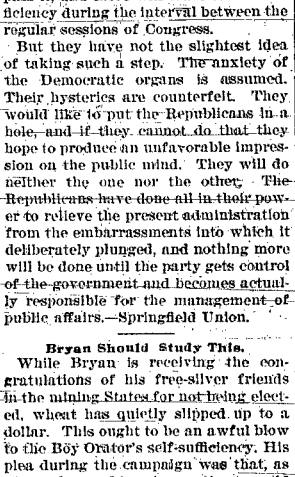 ficiency during the interval between the
regular sessions of Congress.
But they have not the slightest idea
of taking such a step. The anxiety of
the Democratic organs is assumed.
Their hysterics are counterfeit. They
would like to put the Republicans in a
hole, and if they cannot do that they
hope to produce an unfavorable impres-
sion on the public mind. They will do
neither the one nor the other. The
Republicans have done all in their pow-
er to relieve the present administration
from the embarrassments into which it
deliberately plunged, and nothing more
will be done until the party gets control
of the government and becomes actual-
ly responsible for the management of
public affairs.—Springfield Union.
Bryan Should Study This.
While Bryan is receiving the con-
gratulations of his free-silver friends
in the mining States for not being elect-
ed, wheat has quietly slipped up to a
dollar. This ought to be an awful blow
to the Boy Orator's self-sufficiency. His
plea during the campaign was that, as